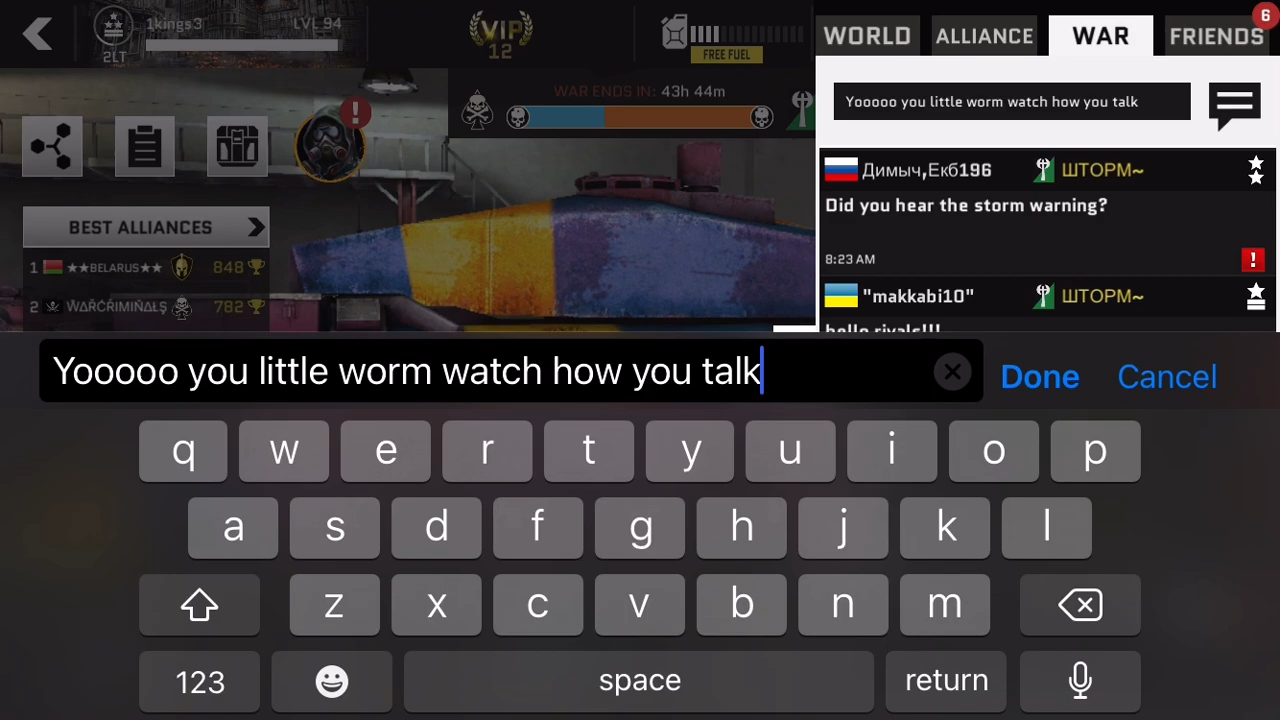 1kings3
LVL 94
2LT
VIP
12
FREE FUEL
WORLD
ALLIANCE
WAR
FRIENDS
6
WAR ENDS IN: 43h 44m
Yooooo you little worm watch how you talk
!
BEST ALLIANCES
1 ★★BELARUS★★ 848
2 ŴΔŔĆŔIMIŃΔŁŞ 782
Димыч,Екб196 ШТОРМ~
Did you hear the storm warning?
8:23 AM
!
"makkabi10" ШТОРМ~
hello rivals!!!
Yooooo you little worm watch how you talk
Done
Cancel
q w e r t y u i o p
a s d f g h j k l
z x c v b n m
123
space
return